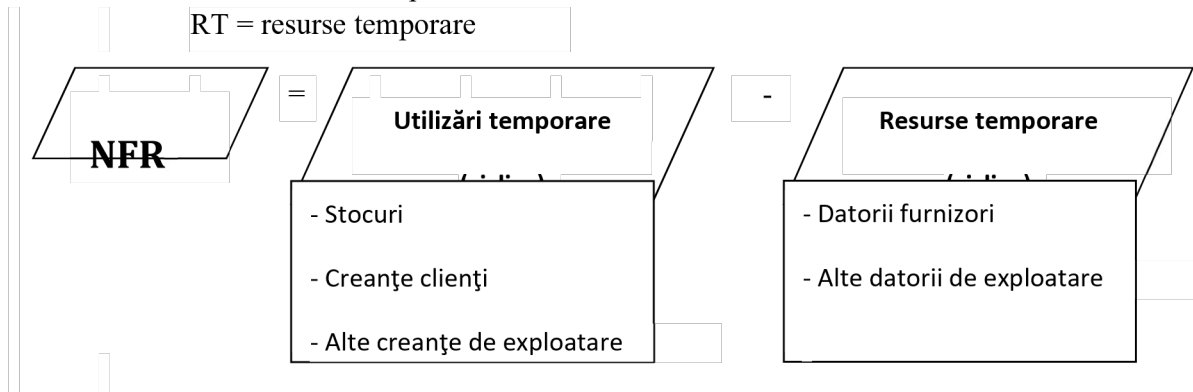 RT = resurse temporare
NFR = Utilizări temporare - Resurse temporare
- Stocuri
- Creanţe clienţi
- Alte creanţe de exploatare
- Datorii furnizori
- Alte datorii de exploatare